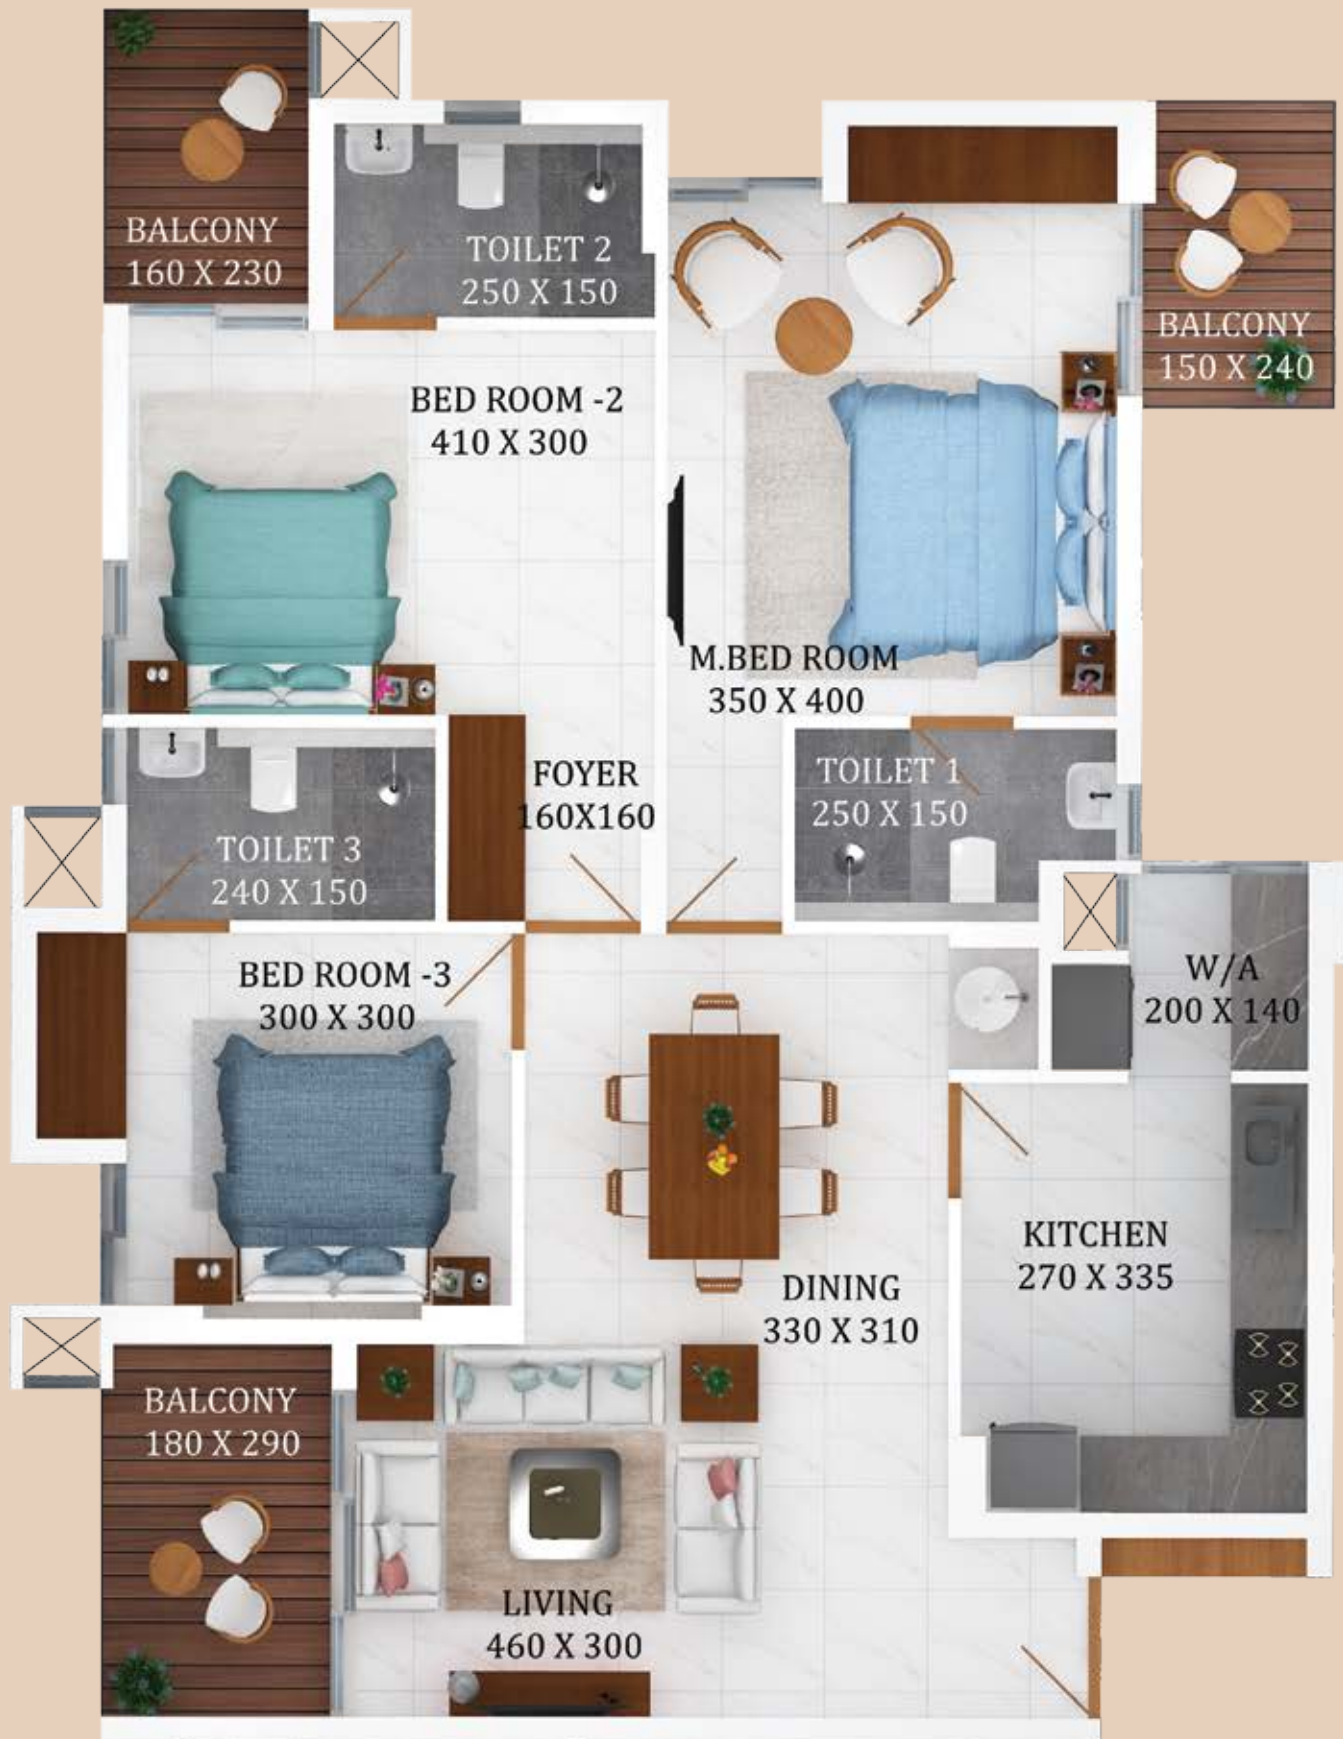 BALCONY
160 X 230
TOILET 2
250 X 150
BALCONY
150 X 240
BED ROOM -2
410 X 300
M.BED ROOM
350 X 400
FOYER
160X160
TOILET 1
250 X 150
TOILET 3
240 X 150
BED ROOM -3
300 X 300
W/A
200 X 140
KITCHEN
270 X 335
DINING
330 X 310
BALCONY
180 X 290
LIVING
460 X 300